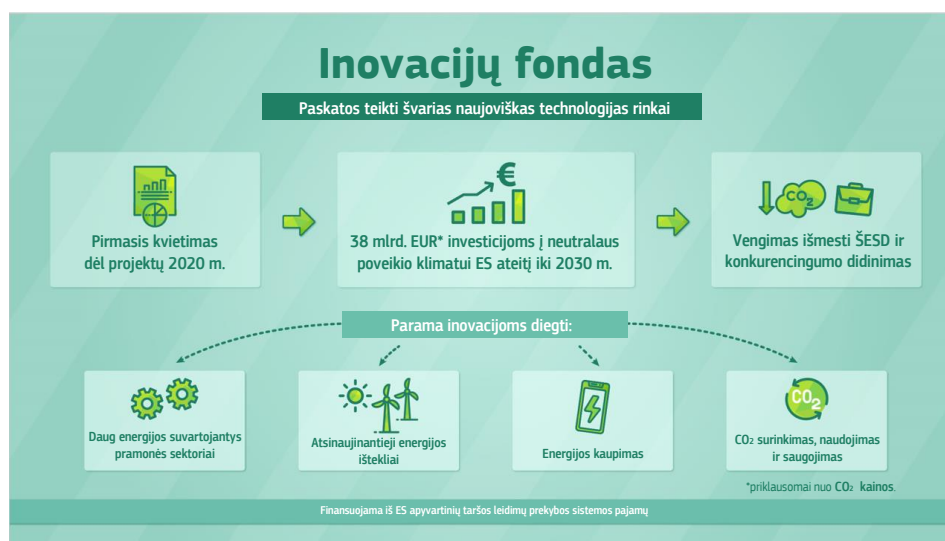 Inovacijų fondas
Paskatos teikti švarias naujoviškas technologijas rinkai
Pirmasis kvietimas
dėl projektų 2020 m.
€
38 mlrd. EUR* investicijoms į neutralaus
poveikio klimatui ES ateitį iki 2030 m.
CO₂
Vengimas išmesti ŠESD ir
konkurencingumo didinimas
Parama inovacijoms diegti:
Daug energijos suvartojantys
pramonės sektoriai
Atsinaujinantieji energijos
ištekliai
Energijos kaupimas
CO₂
CO₂ surinkimas, naudojimas
ir saugojimas
*priklausomai nuo CO₂ kainos.
Finansuojama iš ES apyvartinių taršos leidimų prekybos sistemos pajamų